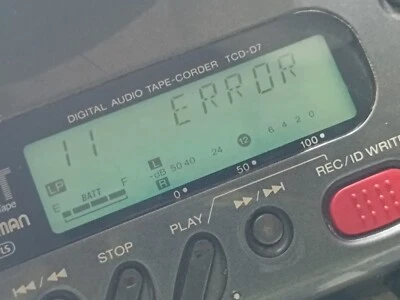 DIGITAL AUDIO TAPE-CORDER TCD-D7
11 ERROR
L
-dB 50 40 24 12 6 4 2 0
R
LP
E BATT F
0 50 100
REC/ID WRITE
PLAY
STOP